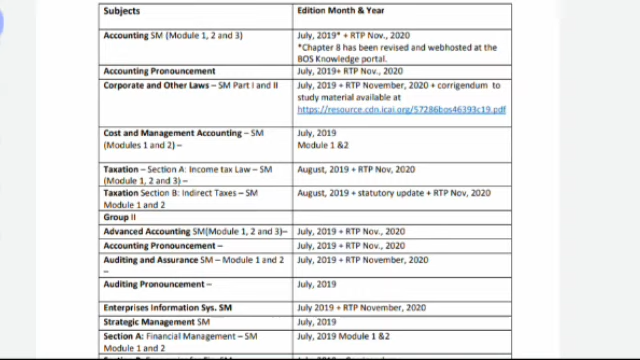 Subjects Edition Month & Year
Accounting SM (Module 1, 2 and 3) July, 2019* + RTP Nov., 2020
*Chapter 8 has been revised and webhosted at the
BOS Knowledge portal.
Accounting Pronouncement July, 2019+ RTP Nov., 2020
Corporate and Other Laws – SM Part I and II July, 2019 + RTP November, 2020 + corrigendum to
study material available at
https://resource.cdn.icai.org/57286bos46393c19.pdf
Cost and Management Accounting – SM July, 2019
(Modules 1 and 2) – Module 1 &2
Taxation – Section A: Income tax Law – SM August, 2019 + RTP Nov, 2020
(Module 1, 2 and 3) –
Taxation Section B: Indirect Taxes – SM August, 2019 + statutory update + RTP Nov, 2020
Module 1 and 2
Group II
Advanced Accounting SM(Module 1, 2 and 3)– July, 2019 + RTP Nov., 2020
Accounting Pronouncement – July, 2019 + RTP Nov., 2020
Auditing and Assurance SM – Module 1 and 2 July, 2019 + RTP November, 2020
–
Auditing Pronouncement – July, 2019
Enterprises Information Sys. SM July 2019 + RTP November, 2020
Strategic Management SM July, 2019
Section A: Financial Management – SM July, 2019 Module 1 &2
Module 1 and 2